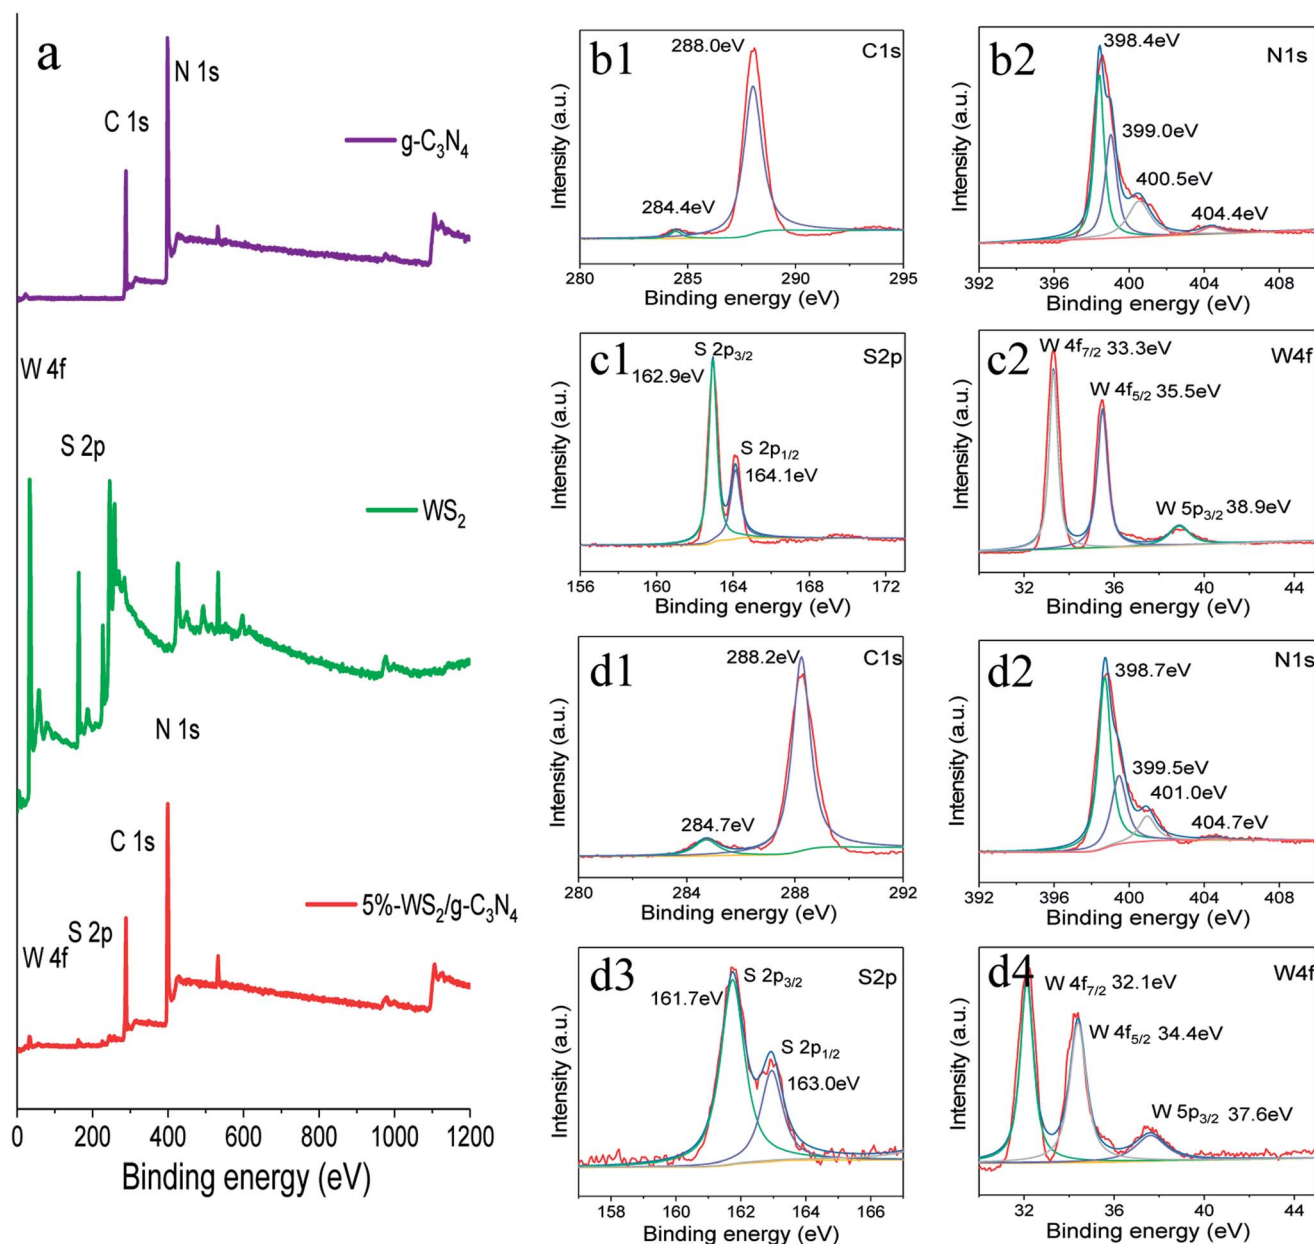 a
N 1s
C 1s
g-C₃N₄
W 4f
S 2p
WS₂
N 1s
C 1s
5%-WS₂/g-C₃N₄
S 2p
W 4f
0 200 400 600 800 1000 1200
Binding energy (eV)
b1
288.0eV
C1s
284.4eV
Intensity (a.u.)
280 285 290 295
Binding energy (eV)
b2
398.4eV
N1s
399.0eV
400.5eV
404.4eV
Intensity (a.u.)
392 396 400 404 408
Binding energy (eV)
c1
S 2p₃/₂
S2p
162.9eV
S 2p₁/₂
164.1eV
Intensity (a.u.)
156 160 164 168 172
Binding energy (eV)
c2
W 4f₇/₂ 33.3eV
W4f
W 4f₅/₂ 35.5eV
W 5p₃/₂ 38.9eV
Intensity (a.u.)
32 36 40 44
Binding energy (eV)
d1
288.2eV
C1s
284.7eV
Intensity (a.u.)
280 284 288 292
Binding energy (eV)
d2
398.7eV
N1s
399.5eV
401.0eV
404.7eV
Intensity (a.u.)
392 396 400 404 408
Binding energy (eV)
d3
S 2p₃/₂
S2p
161.7eV
S 2p₁/₂
163.0eV
Intensity (a.u.)
158 160 162 164 166
Binding energy (eV)
d4
W4f
W 4f₇/₂ 32.1eV
W 4f₅/₂ 34.4eV
W 5p₃/₂ 37.6eV
Intensity (a.u.)
32 36 40 44
Binding energy (eV)